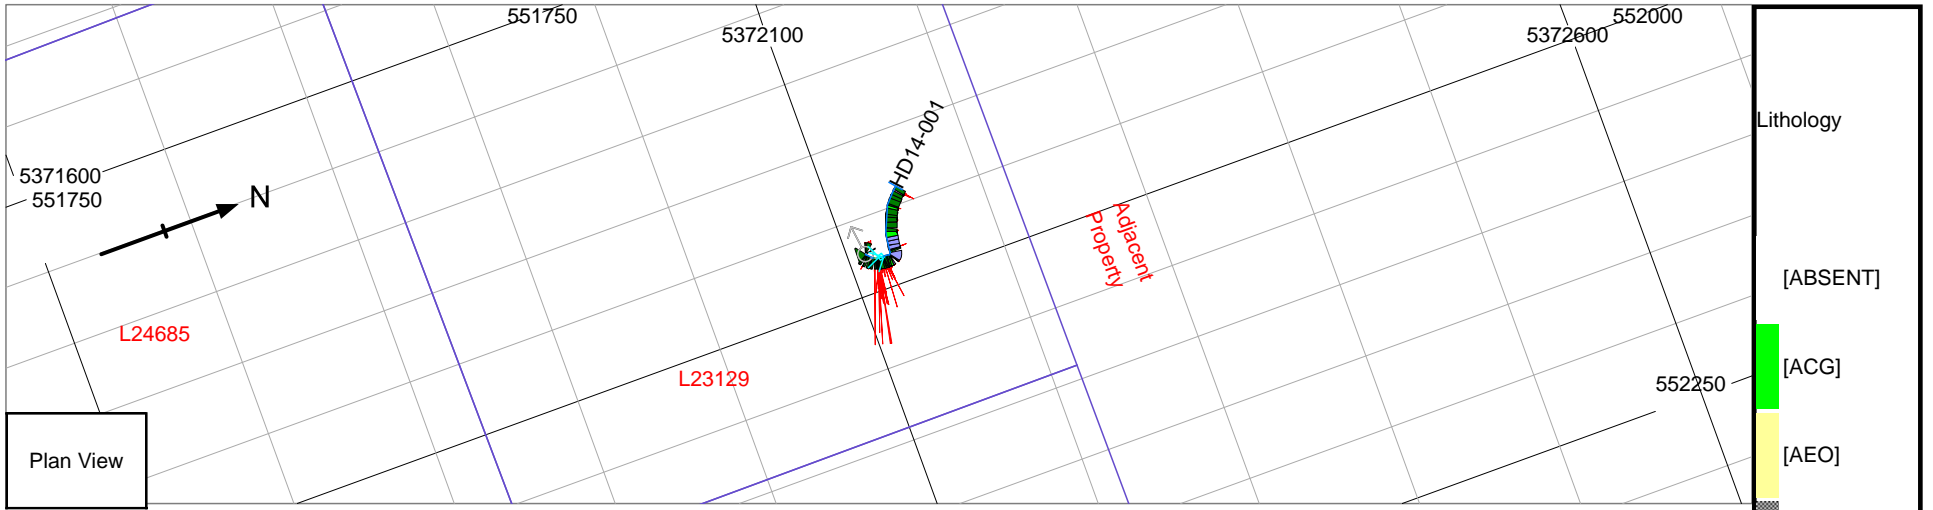 551750
552000
5372100
5372600
HD14-001
Lithology
5371600
551750
N
Adjacent
Property
[ABSENT]
L24685
[ACG]
L23129
552250
Plan View
[AEO]